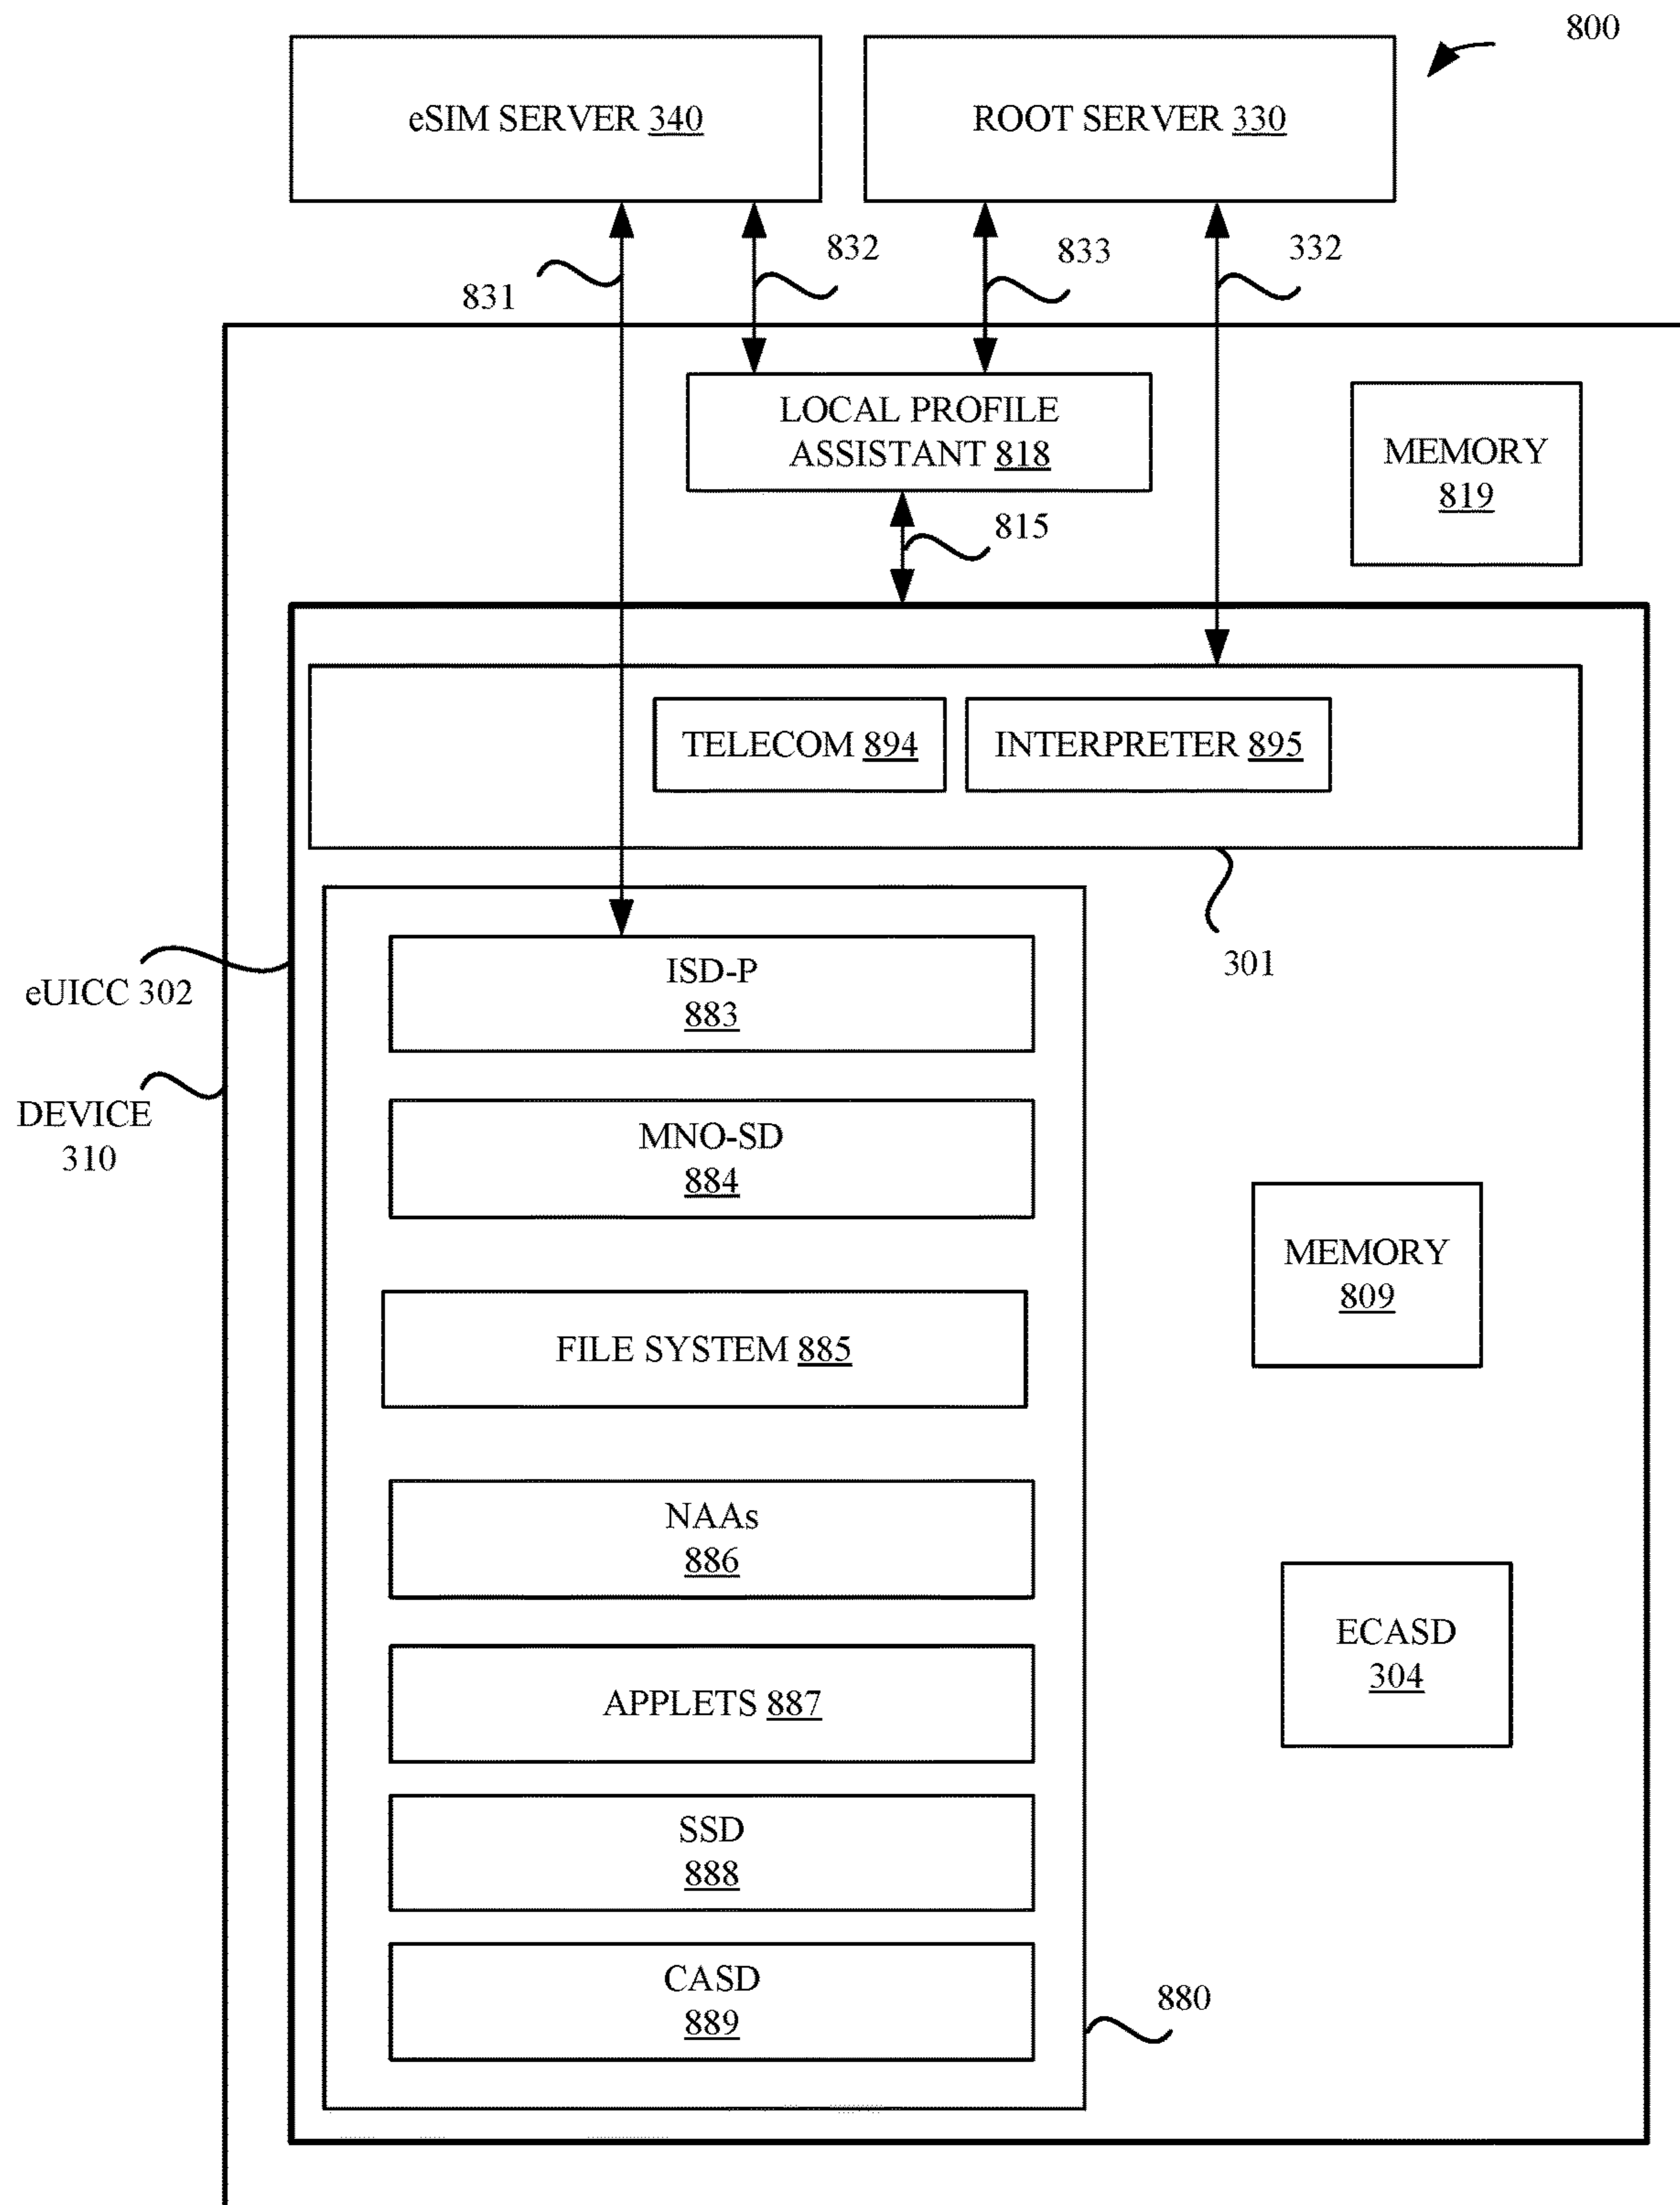 800
eSIM SERVER 340
ROOT SERVER 330
831
832
833
332
LOCAL PROFILE
ASSISTANT 818
MEMORY
819
815
TELECOM 894
INTERPRETER 895
301
eUICC 302
DEVICE
310
ISD-P
883
MNO-SD
884
FILE SYSTEM 885
MEMORY
809
NAAs
886
ECASD
304
APPLETS 887
SSD
888
CASD
889
880